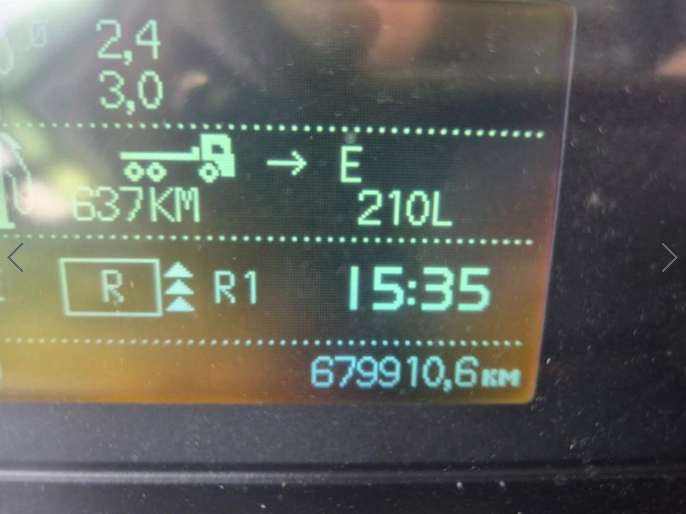 2,4
3,0
→ E
637KM 210L
R R1 15:35
679910,6KM